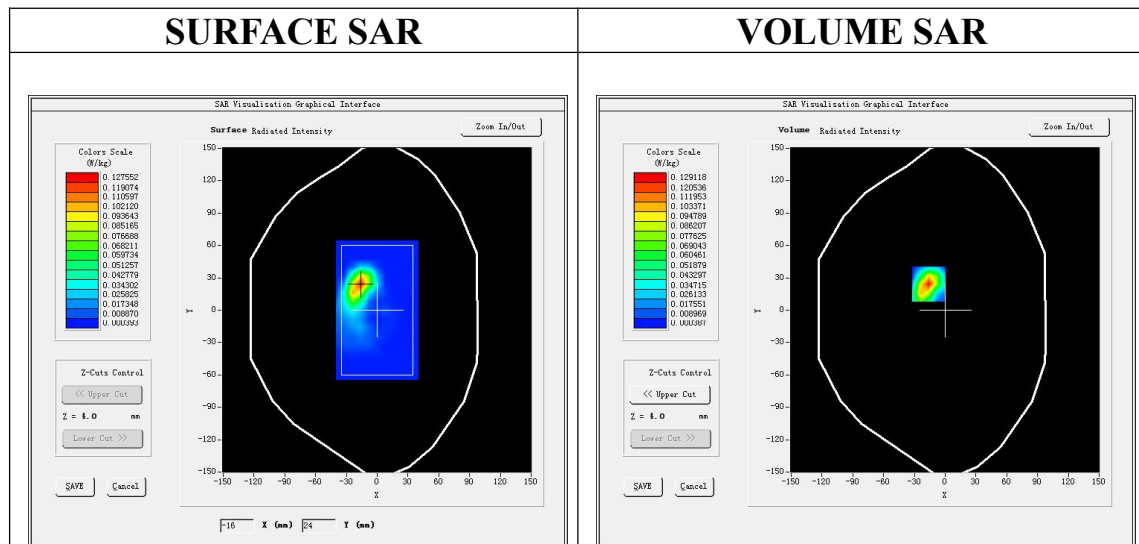 SURFACE SAR
VOLUME SAR
SAR Visualisation Graphical Interface
Surface Radiated Intensity
Zoom In/Out
Colors Scale
(W/kg)
0.127552
0.119074
0.110597
0.102120
0.093643
0.085165
0.076688
0.068211
0.059734
0.051257
0.042779
0.034302
0.025825
0.017348
0.008870
0.000393
150
120
90
60
30
0
-30
-60
-90
-120
-150
Y
-150 -120 -90 -60 -30 0 30 60 90 120 150
X
Z-Cuts Control
<< Upper Cut
Z = 4.0 mm
Lower Cut >>
SAVE Cancel
-16 X (mm) 24 Y (mm)
SAR Visualisation Graphical Interface
Volume Radiated Intensity
Zoom In/Out
Colors Scale
(W/kg)
0.129118
0.120536
0.111953
0.103371
0.094789
0.086207
0.077625
0.069043
0.060461
0.051879
0.043297
0.034715
0.026133
0.017551
0.008969
0.000387
150
120
90
60
30
0
-30
-60
-90
-120
-150
Y
-150 -120 -90 -60 -30 0 30 60 90 120 150
X
Z-Cuts Control
<< Upper Cut
Z = 4.0 mm
Lower Cut >>
SAVE Cancel